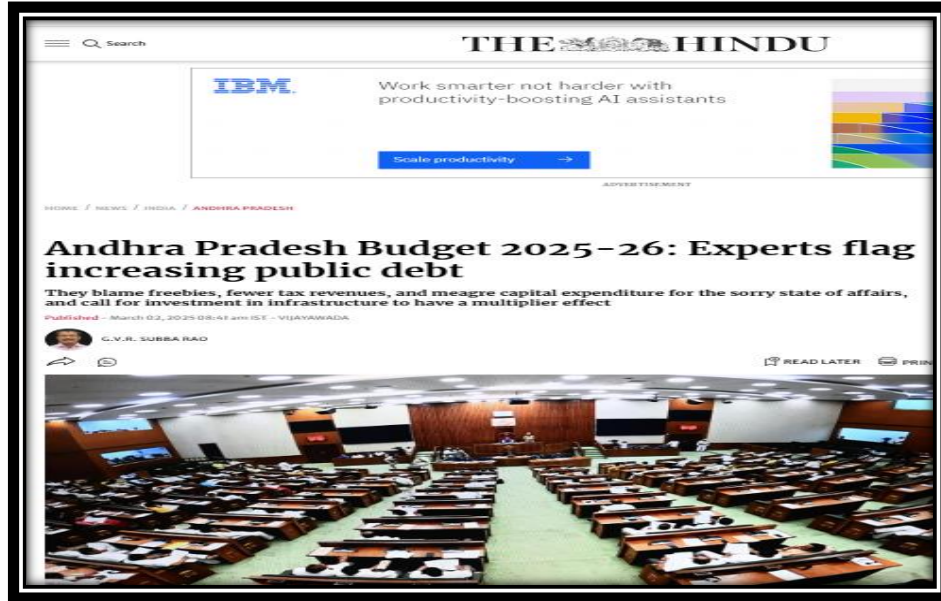 Search
THE HINDU
IBM.
Work smarter not harder with
productivity-boosting AI assistants
Scale productivity →
ADVERTISEMENT
HOME / NEWS / INDIA / ANDHRA PRADESH
Andhra Pradesh Budget 2025-26: Experts flag
increasing public debt
They blame freebies, fewer tax revenues, and meagre capital expenditure for the sorry state of affairs,
and call for investment in infrastructure to have a multiplier effect
Published - March 02, 2025 08:41 am IST - VIJAYAWADA
G.V.R. SUBBA RAO
READ LATER PRIN